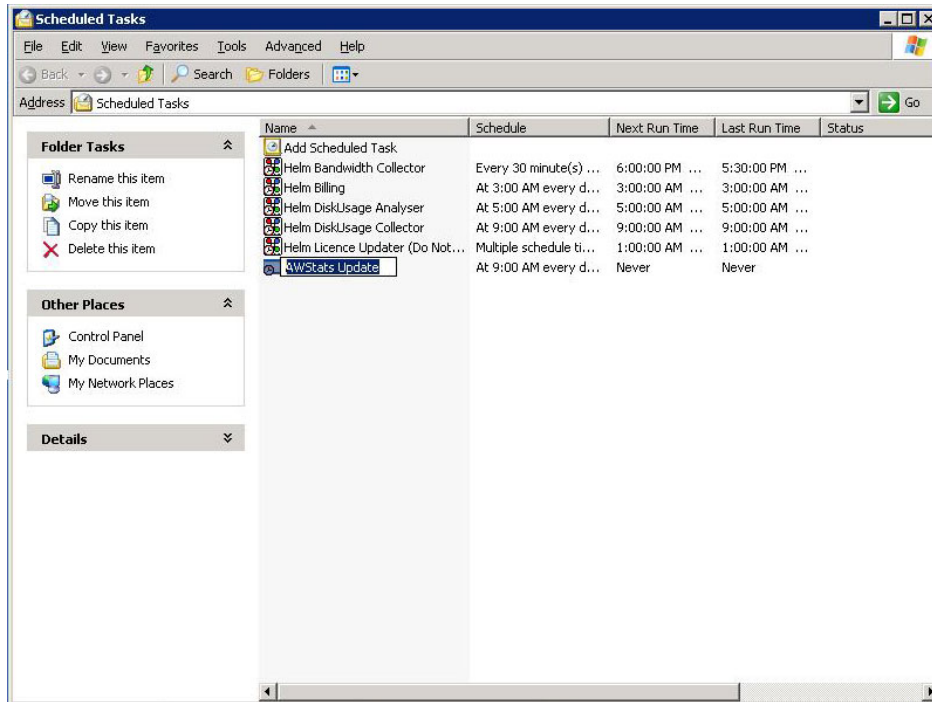 Scheduled Tasks
File Edit View Favorites Tools Advanced Help
Back Search Folders
Address Scheduled Tasks Go
Folder Tasks
Rename this item
Move this item
Copy this item
Delete this item
Other Places
Control Panel
My Documents
My Network Places
Details
Name Schedule Next Run Time Last Run Time Status
Add Scheduled Task
Helm Bandwidth Collector Every 30 minute(s) ... 6:00:00 PM ... 5:30:00 PM ...
Helm Billing At 3:00 AM every d... 3:00:00 AM ... 3:00:00 AM ...
Helm DiskUsage Analyser At 5:00 AM every d... 5:00:00 AM ... 5:00:00 AM ...
Helm DiskUsage Collector At 9:00 AM every d... 9:00:00 AM ... 9:00:00 AM ...
Helm Licence Updater (Do Not... Multiple schedule ti... 1:00:00 AM ... 1:00:00 AM ...
AWStats Update At 9:00 AM every d... Never Never